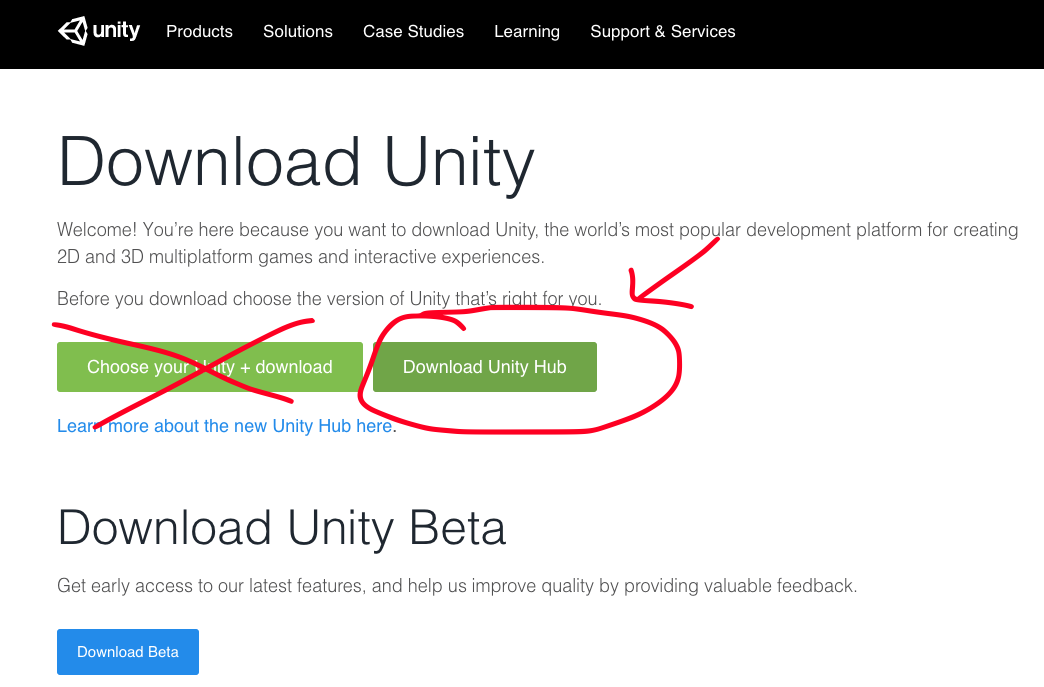 unity Products Solutions Case Studies Learning Support & Services
Download Unity
Welcome! You're here because you want to download Unity, the world's most popular development platform for creating
2D and 3D multiplatform games and interactive experiences.
Before you download choose the version of Unity that's right for you.
Choose your Unity + download Download Unity Hub
Learn more about the new Unity Hub here.
Download Unity Beta
Get early access to our latest features, and help us improve quality by providing valuable feedback.
Download Beta